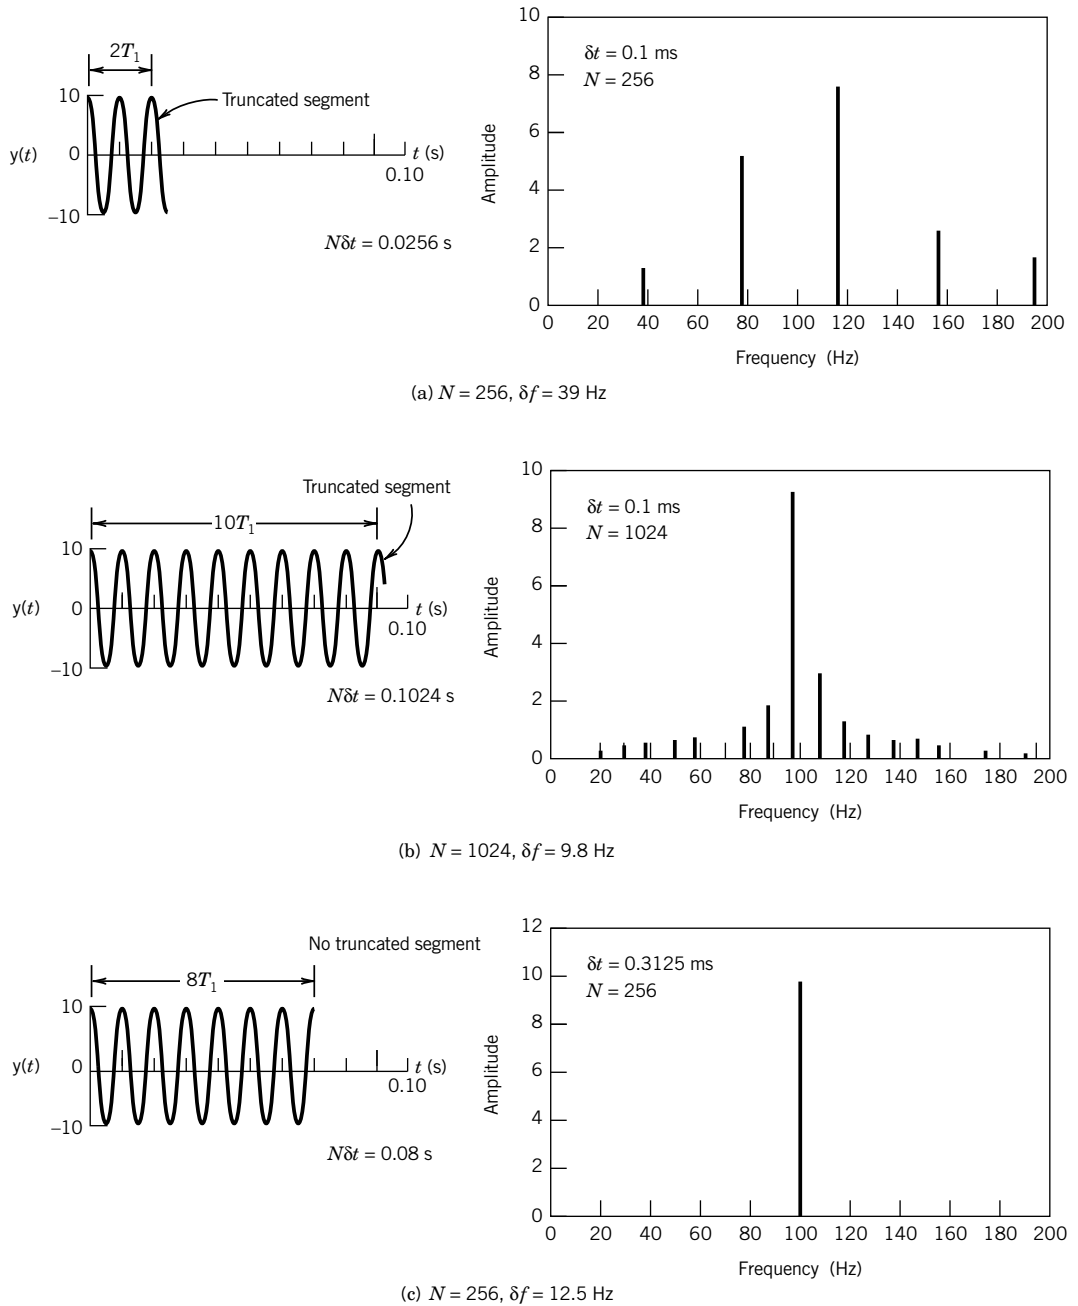 2T₁
Truncated segment
10
y(t)
0
−10
t (s)
0.10
Nδt = 0.0256 s
10
8
6
4
2
0
Amplitude
δt = 0.1 ms
N = 256
0 20 40 60 80 100 120 140 160 180 200
Frequency (Hz)
(a) N = 256, δf = 39 Hz
Truncated segment
10T₁
10
y(t)
0
−10
t (s)
0.10
Nδt = 0.1024 s
10
8
6
4
2
0
Amplitude
δt = 0.1 ms
N = 1024
0 20 40 60 80 100 120 140 160 180 200
Frequency (Hz)
(b) N = 1024, δf = 9.8 Hz
No truncated segment
8T₁
10
y(t)
0
−10
t (s)
0.10
Nδt = 0.08 s
12
10
8
6
4
2
0
Amplitude
δt = 0.3125 ms
N = 256
0 20 40 60 80 100 120 140 160 180 200
Frequency (Hz)
(c) N = 256, δf = 12.5 Hz